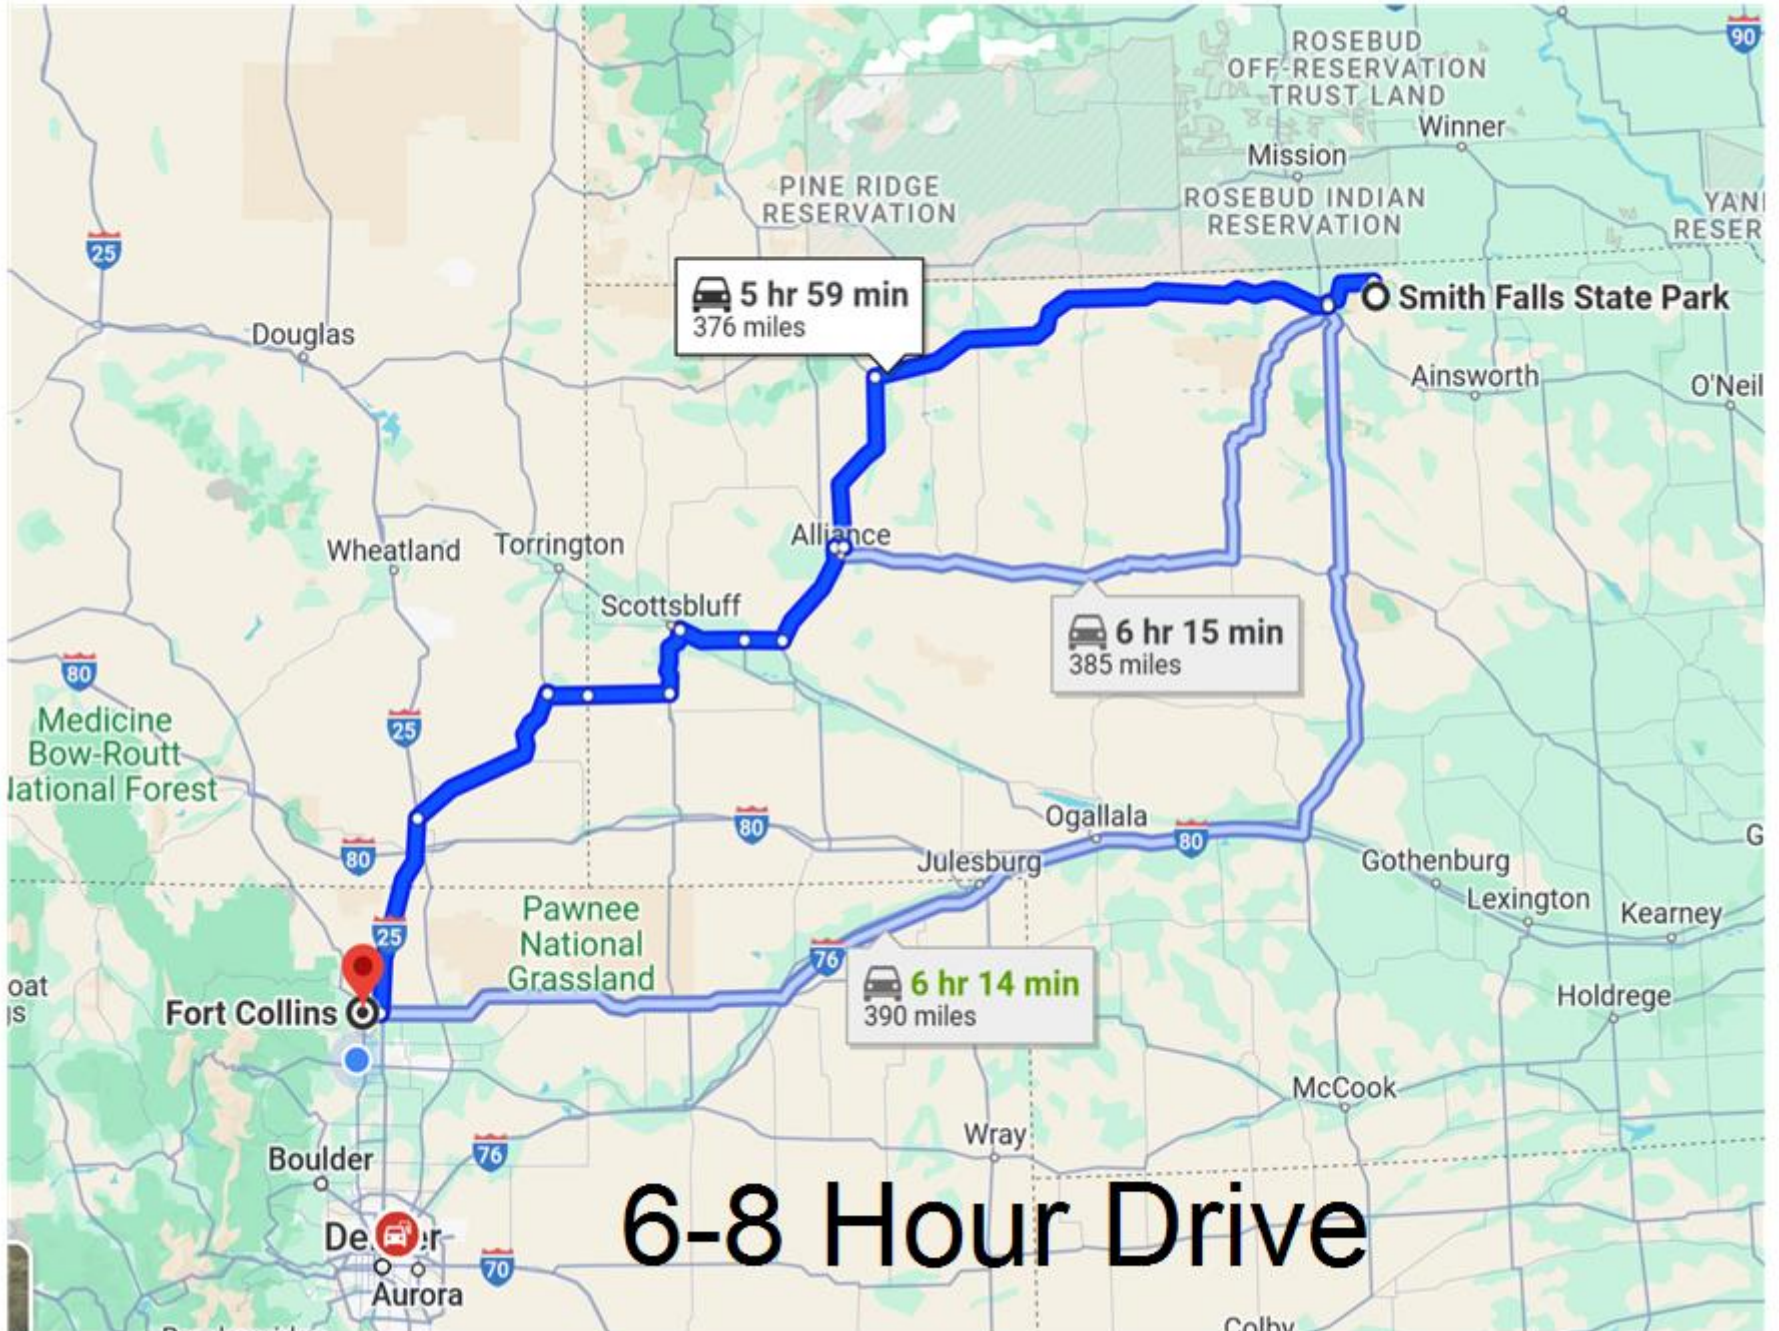 ROSEBUD
OFF-RESERVATION
TRUST LAND
90
Winner
Mission
PINE RIDGE
RESERVATION
ROSEBUD INDIAN
RESERVATION
YAN
RESER
25
5 hr 59 min
376 miles
Smith Falls State Park
Douglas
Ainsworth
O'Neil
Alliance
Wheatland
Torrington
Scottsbluff
6 hr 15 min
385 miles
80
Medicine
Bow-Routt
National Forest
25
80
80
Ogallala
80
Julesburg
Gothenburg
G
Lexington
Kearney
Pawnee
National
Grassland
25
76
6 hr 14 min
390 miles
oat
gs
Fort Collins
Holdrege
McCook
Wray
76
Boulder
6-8 Hour Drive
De er
70
Aurora
Colby